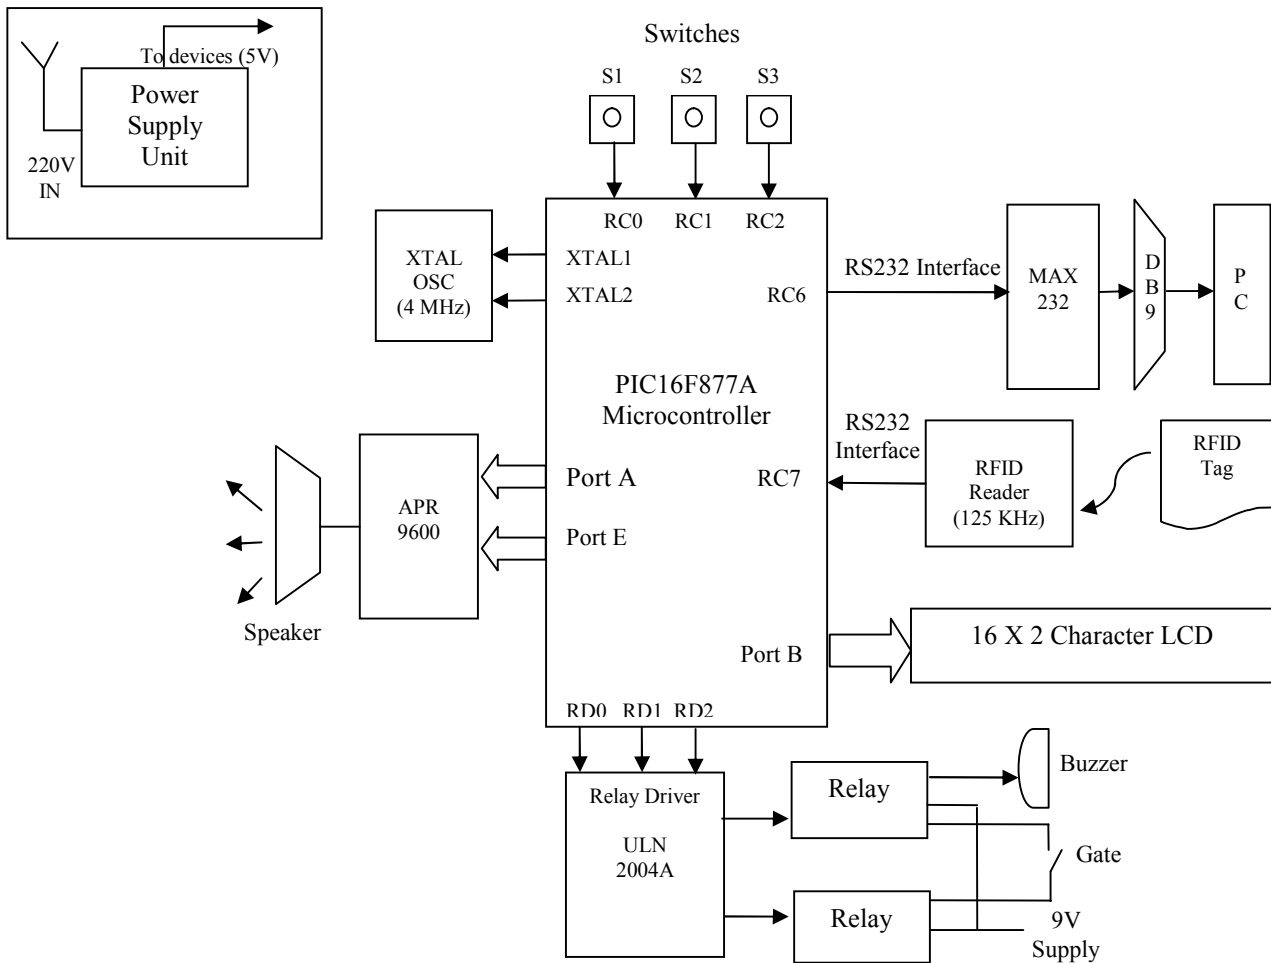 To devices (5V)
Power
Supply
Unit
220V
IN
Switches
S1 S2 S3
RC0 RC1 RC2
XTAL
OSC
(4 MHz)
XTAL1
XTAL2
RC6
RS232 Interface
MAX
232
D
B
9
P
C
PIC16F877A
Microcontroller
RS232
Interface
RC7
RFID
Reader
(125 KHz)
RFID
Tag
Port A
Port E
APR
9600
Speaker
Port B
16 X 2 Character LCD
RD0 RD1 RD2
Relay Driver
ULN
2004A
Relay
Buzzer
Gate
Relay
9V
Supply